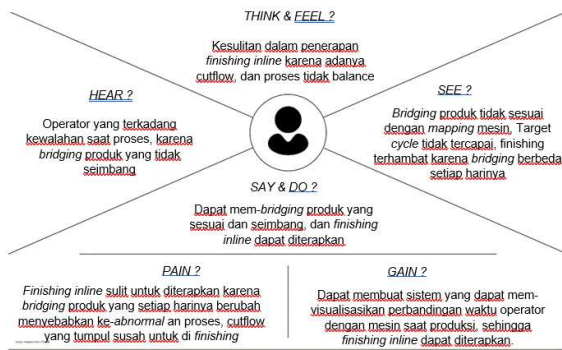 THINK & FEEL ?
Kesulitan dalam penerapan
finishing inline karena adanya
cutflow, dan proses tidak balance
HEAR ?
Operator yang terkadang
kewalahan saat proses, karena
bridging produk yang tidak
seimbang
SEE ?
Bridging produk tidak sesuai
dengan mapping mesin, Target
cycle tidak tercapai, finishing
terhambat karena bridging berbeda
setiap harinya
SAY & DO ?
Dapat mem-bridging produk yang
sesuai dan seimbang, dan finishing
inline dapat diterapkan
PAIN ?
Finishing inline sulit untuk diterapkan karena
bridging produk yang setiap harinya berubah
menyebabkan ke-abnormal an proses, cutflow
yang tumpul susah untuk di finishing
GAIN ?
Dapat membuat sistem yang dapat mem-
visualisasikan perbandingan waktu operator
dengan mesin saat produksi, sehingga
finishing inline dapat diterapkan.